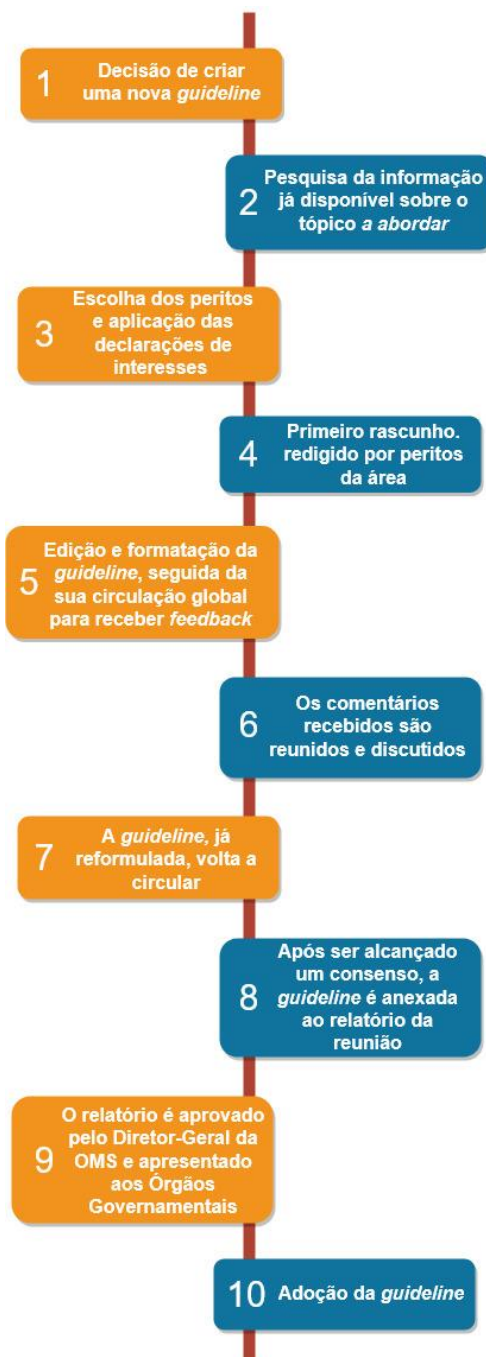 1
Decisão de criar
uma nova guideline
2
Pesquisa da informação
já disponível sobre o
tópico a abordar
3
Escolha dos peritos
e aplicação das
declarações de
interesses
4
Primeiro rascunho.
redigido por peritos
da área
5
Edição e formatação da
guideline, seguida da
sua circulação global
para receber feedback
6
Os comentários
recebidos são
reunidos e discutidos
7
A guideline, já
reformulada, volta a
circular
8
Após ser alcançado
um consenso, a
guideline é anexada
ao relatório da
reunião
9
O relatório é aprovado
pelo Diretor-Geral da
OMS e apresentado
aos Órgãos
Governamentais
10
Adoção da guideline